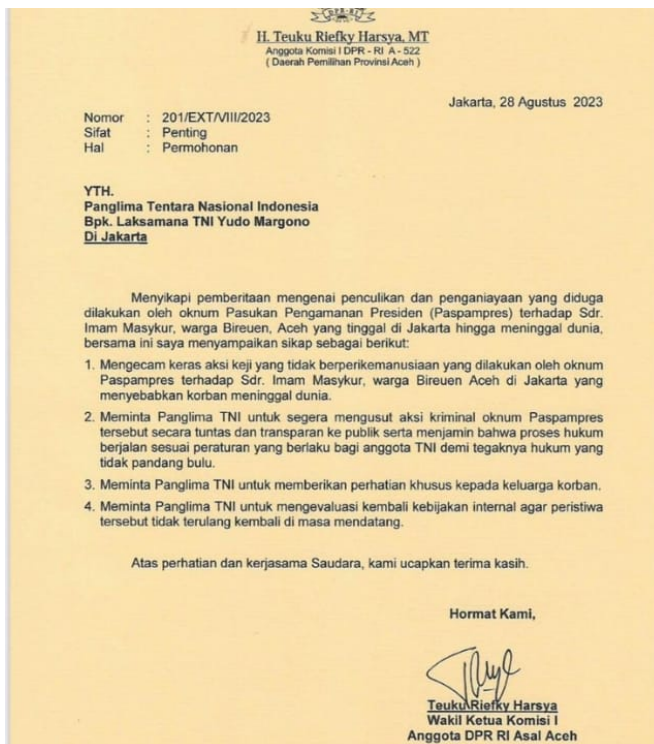 DPR-RI
H. Teuku Riefky Harsya, MT
Anggota Komisi I DPR - RI A - 522
( Daerah Pemilihan Provinsi Aceh )
Jakarta, 28 Agustus 2023
Nomor : 201/EXT/VIII/2023
Sifat : Penting
Hal : Permohonan
YTH.
Panglima Tentara Nasional Indonesia
Bpk. Laksamana TNI Yudo Margono
Di Jakarta
Menyikapi pemberitaan mengenai penculikan dan penganiayaan yang diduga
dilakukan oleh oknum Pasukan Pengamanan Presiden (Paspampres) terhadap Sdr.
Imam Masykur, warga Bireuen, Aceh yang tinggal di Jakarta hingga meninggal dunia,
bersama ini saya menyampaikan sikap sebagai berikut:
1. Mengecam keras aksi keji yang tidak berperikemanusiaan yang dilakukan oleh oknum
Paspampres terhadap Sdr. Imam Masykur, warga Bireuen Aceh di Jakarta yang
menyebabkan korban meninggal dunia.
2. Meminta Panglima TNI untuk segera mengusut aksi kriminal oknum Paspampres
tersebut secara tuntas dan transparan ke publik serta menjamin bahwa proses hukum
berjalan sesuai peraturan yang berlaku bagi anggota TNI demi tegaknya hukum yang
tidak pandang bulu.
3. Meminta Panglima TNI untuk memberikan perhatian khusus kepada keluarga korban.
4. Meminta Panglima TNI untuk mengevaluasi kembali kebijakan internal agar peristiwa
tersebut tidak terulang kembali di masa mendatang.
Atas perhatian dan kerjasama Saudara, kami ucapkan terima kasih.
Hormat Kami,
Teuku Riefky Harsya
Wakil Ketua Komisi I
Anggota DPR RI Asal Aceh